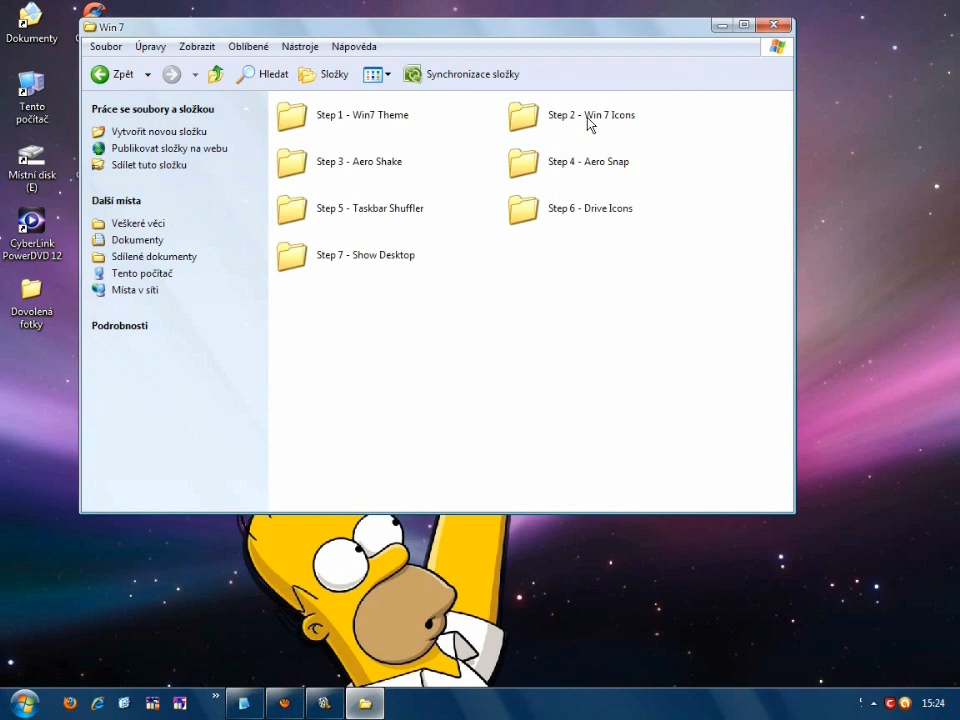 Dokumenty
Win 7
Soubor Úpravy Zobrazit Oblíbené Nástroje Nápověda
Zpět Hledat Složky Synchronizace složky
Tento počítač
Místní disk (E)
CyberLink PowerDVD 12
Dovolená fotky
Práce se soubory a složkou
Vytvořit novou složku
Publikovat složky na webu
Sdílet tuto složku
Další místa
Veškeré věci
Dokumenty
Sdílené dokumenty
Tento počítač
Místa v síti
Podrobnosti
Step 1 - Win7 Theme
Step 2 - Win 7 Icons
Step 3 - Aero Shake
Step 4 - Aero Snap
Step 5 - Taskbar Shuffler
Step 6 - Drive Icons
Step 7 - Show Desktop
15:24